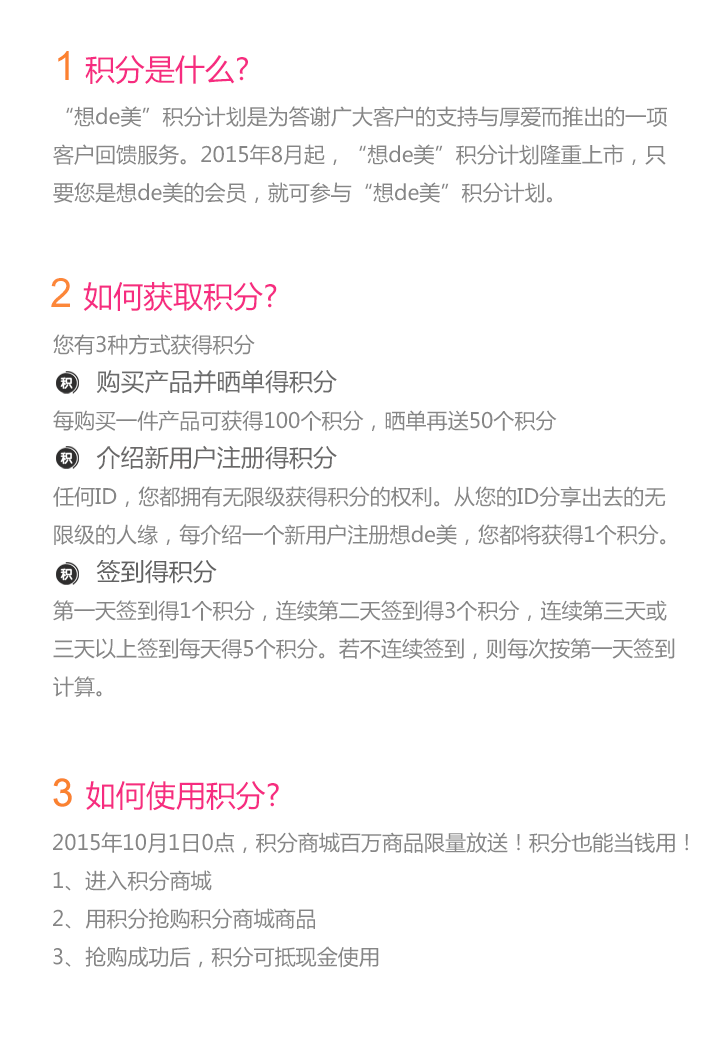 1 积分是什么?
“想de美”积分计划是为答谢广大客户的支持与厚爱而推出的一项
客户回馈服务。2015年8月起，“想de美”积分计划隆重上市，只
要您是想de美的会员，就可参与“想de美”积分计划。
2 如何获取积分?
您有3种方式获得积分
积 购买产品并晒单得积分
每购买一件产品可获得100个积分，晒单再送50个积分
积 介绍新用户注册得积分
任何ID，您都拥有无限级获得积分的权利。从您的ID分享出去的无
限级的人缘，每介绍一个新用户注册想de美，您都将获得1个积分。
积 签到得积分
第一天签到得1个积分，连续第二天签到得3个积分，连续第三天或
三天以上签到每天得5个积分。若不连续签到，则每次按第一天签到
计算。
3 如何使用积分?
2015年10月1日0点，积分商城百万商品限量放送！积分也能当钱用！
1、进入积分商城
2、用积分抢购积分商城商品
3、抢购成功后，积分可抵现金使用